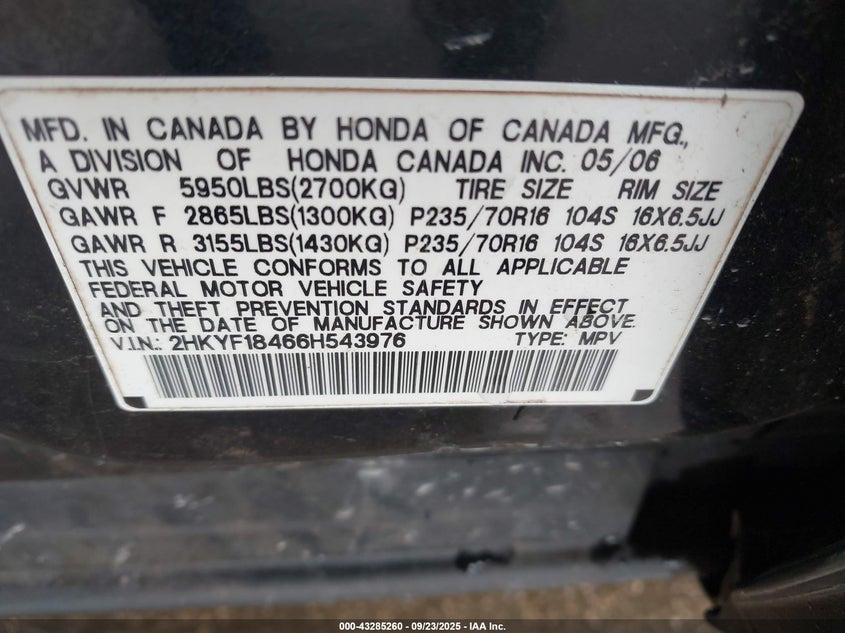 MFD. IN CANADA BY HONDA OF CANADA MFG.,
A DIVISION OF HONDA CANADA INC. 05/06
GVWR 5950LBS(2700KG) TIRE SIZE RIM SIZE
GAWR F 2865LBS(1300KG) P235/70R16 104S 16X6.5JJ
GAWR R 3155LBS(1430KG) P235/70R16 104S 16X6.5JJ
THIS VEHICLE CONFORMS TO ALL APPLICABLE
FEDERAL MOTOR VEHICLE SAFETY
AND THEFT PREVENTION STANDARDS IN EFFECT
ON THE DATE OF MANUFACTURE SHOWN ABOVE.
V.I.N.: 2HKYF18466H543976 TYPE: MPV
000-43285260 - 09/23/2025 - IAA Inc.